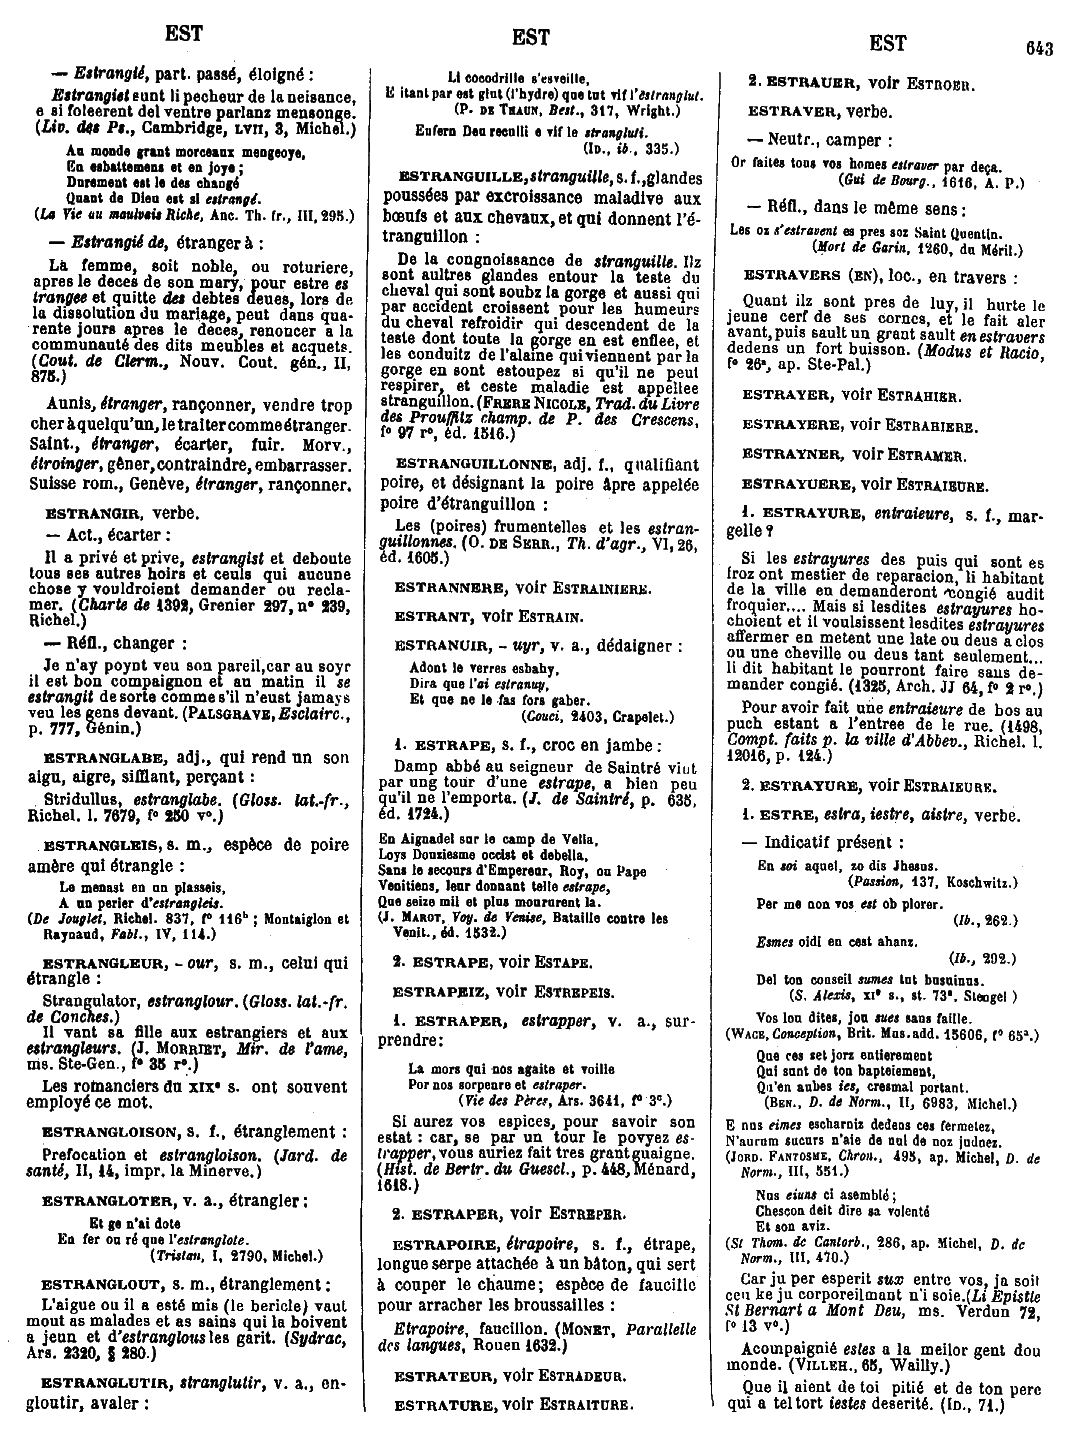 EST
EST
EST
643
— Estrangié, part. passé, éloigné :
Estrangiet sunt li pecheur de la neisance,
e si foleerent del ventre parlanz mensonge.
(Liv. des Ps., Cambridge, LVII, 3, Michel.)
Au monde grant morceaux mengeoye,
En esbattemens et en joye ;
Durement est le des changé
Quant de Dieu est si estrangé.
(La Vie au maulvais Riche, Anc. Th. fr., III, 295.)
— Estrangié de, étranger à :
La femme, soit noble, ou roturiere,
apres le deces de son mary, pour estre es
trangee et quitte des debtes deues, lors de
la dissolution du mariage, peut dans qua-
rente jours apres le deces, renoncer a la
communauté des dits meubles et acquets.
(Cout. de Clerm., Nouv. Cout. gén., II,
875.)
Aunis, étranger, rançonner, vendre trop
cher à quelqu'un, le traiter comme étranger.
Saint., étranger, écarter, fuir. Morv.,
étroinger, gêner, contraindre, embarrasser.
Suisse rom., Genève, étranger, rançonner.
ESTRANGIR, verbe.
— Act., écarter :
Il a privé et prive, estrangist et deboute
tous ses autres hoirs et ceuls qui aucune
chose y vouldroient demander ou recla-
mer. (Charte de 1392, Grenier 297, n° 239,
Richel.)
— Réfl., changer :
Je n'ay poynt veu son pareil, car au soyr
il est bon compaignon et au matin il se
estrangit de sorte comme s'il n'eust jamays
veu les gens devant. (PALSGRAVE, Esclairc.,
p. 777, Génin.)
ESTRANGLABE, adj., qui rend un son
aigu, aigre, sifflant, perçant :
Stridullus, estranglabe. (Gloss. lat.-fr.,
Richel. l. 7679, f° 250 v°.)
ESTRANGLEIS, s. m., espèce de poire
amère qui étrangle :
Le menast en un plasseis,
A un perier d'estrangleis.
(De Jouglet, Richel. 837, f° 116ᵇ ; Montaiglon et
Raynaud, Fabl., IV, 114.)
ESTRANGLEUR, - our, s. m., celui qui
étrangle :
Strangulator, estranglour. (Gloss. lat.-fr.
de Conches.)
Il vant sa fille aux estrangiers et aux
estrangleurs. (J. MORRIET, Mir. de l'ame,
ms. Ste-Gen., f° 35 r°.)
Les romanciers du XIXᵉ s. ont souvent
employé ce mot.
ESTRANGLOISON, s. f., étranglement :
Prefocation et estrangloison. (Jard. de
santé, II, 14, impr. la Minerve.)
ESTRANGLOTER, v. a., étrangler :
Et ge n'ai dote
En fer ou ré que l'estranglote.
(Tristan, I, 2790, Michel.)
ESTRANGLOUT, s. m., étranglement :
L'aigue ou il a esté mis (le bericle) vaut
mout as malades et as sains qui la boivent
a jeun et d'estranglous les garit. (Sydrac,
Ars. 2320, § 280.)
ESTRANGLUTIR, stranglutir, v. a., en-
gloutir, avaler :
Li cocodrille s'esveille,
E itant par est glut (l'hydre) que tut vif l'estranglut.
(P. DE THAUN, Best., 317, Wright.)
Enfern Deu recuilli e vif le strangluti.
(ID., ib., 335.)
ESTRANGUILLE, stranguille, s. f., glandes
poussées par excroissance maladive aux
bœufs et aux chevaux, et qui donnent l'é-
tranguillon :
De la congnoissance de stranguille. Ilz
sont aultres glandes entour la teste du
cheval qui sont soubz la gorge et aussi qui
par accident croissent pour les humeurs
du cheval refroidir qui descendent de la
teste dont toute la gorge en est enflee, et
les conduitz de l'alaine qui viennent par la
gorge en sont estoupez si qu'il ne peut
respirer, et ceste maladie est appellee
stranguillon. (FRERE NICOLE, Trad. du Livre
des Prouffitz champ. de P. des Crescens,
f° 97 r°, éd. 1516.)
ESTRANGUILLONNE, adj. f., qualifiant
poire, et désignant la poire âpre appelée
poire d'étranguillon :
Les (poires) frumentelles et les estran-
guillonnes. (O. DE SERR., Th. d'agr., VI, 26,
éd. 1605.)
ESTRANNERE, voir ESTRAINIERE.
ESTRANT, voir ESTRAIN.
ESTRANUIR, - uyr, v. a., dédaigner :
Adont le verres esbahy,
Dira que l'ai estranuy,
Et que ne le fas fors gaber.
(Couci, 2403, Crapelet.)
1. ESTRAPE, s. f., croc en jambe :
Damp abbé au seigneur de Saintré vint
par ung tour d'une estrape, a bien peu
qu'il ne l'emporta. (J. de Saintré, p. 635,
éd. 1724.)
En Aignadel sur le camp de Vella,
Loys Douziesme occist et debella,
Sans le secours d'Empereur, Roy, ou Pape
Venitiens, leur donnant telle estrape,
Que seize mil et plus moururent la.
(J. MAROT, Voy. de Venise, Bataille contre les
Venit., éd. 1532.)
2. ESTRAPE, voir ESTAPE.
ESTRAPEIZ, voir ESTREPEIS.
1. ESTRAPER, estrapper, v. a., sur-
prendre:
La mors qui nos agaite et voille
Por nos sorpenre et estraper.
(Vie des Pères, Ars. 3641, f° 3ᶜ.)
Si aurez vos espices, pour savoir son
estat : car, se par un tour le povyez es-
trapper, vous auriez fait tres grant guaigne.
(Hist. de Bertr. du Guescl., p. 448, Ménard,
1618.)
2. ESTRAPER, voir ESTREPER.
ESTRAPOIRE, étrapoire, s. f., étrape,
longue serpe attachée à un bâton, qui sert
à couper le chaume; espèce de faucille
pour arracher les broussailles :
Etrapoire, faucillon. (MONET, Parallelle
des langues, Rouen 1632.)
ESTRATEUR, voir ESTRADEUR.
ESTRATURE, voir ESTRAITURE.
2. ESTRAUER, voir ESTROER.
ESTRAVER, verbe.
— Neutr., camper :
Or faites tous vos homes estraver par deça.
(Gui de Bourg., 1616, A. P.)
— Réfl., dans le même sens :
Les oz s'estravent es pres soz Saint Quentin.
(Mort de Garin, 1260, du Méril.)
ESTRAVERS (EN), loc., en travers :
Quant ilz sont pres de luy, il hurte le
jeune cerf de ses cornes, et le fait aler
avant, puis sault un grant sault en estravers
dedens un fort buisson. (Modus et Racio,
f° 26ᵃ, ap. Ste-Pal.)
ESTRAYER, voir ESTRAHIER.
ESTRAYERE, voir ESTRAHIERE.
ESTRAYNER, voir ESTRAMER.
ESTRAYUERE, voir ESTRAIEURE.
1. ESTRAYURE, entraieure, s. f., mar-
gelle ?
Si les estrayures des puis qui sont es
froz ont mestier de reparacion, li habitant
de la ville en demanderont congié audit
froquier.... Mais si lesdites estrayures ho-
choient et il voulaissent lesdites estrayures
affermer en metent une late ou deus a clos
ou une cheville ou deus tant seulement...
li dit habitant le pourront faire sans de-
mander congié. (1325, Arch. JJ 64, f° 2 r°.)
Pour avoir fait une entraieure de bos au
puch estant a l'entree de le rue. (1498,
Compt. faits p. la ville d'Abbev., Richel. l.
12016, p. 124.)
2. ESTRAYURE, voir ESTRAIEURE.
1. ESTRE, estra, iestre, aistre, verbe.
— Indicatif présent :
En soi aquel, zo dis Jhesus.
(Passion, 137, Koschwitz.)
Per me non vos est ob plorer.
(Ib., 262.)
Esmes oidi en cest ahanz.
(Ib., 292.)
Del ton conseil sumes tut busuinus.
(S. Alexis, XIᵉ s., st. 73ᵃ. Stengel )
Vos lou dites, jou sues sans faille.
(WACE, Conception, Brit. Mus. add. 15606, f° 65ᵃ.)
Que ces set jorz entierement
Qui sunt de ton bapteiement,
Qu'en aubes ies, cresmal portant.
(BEN., D. de Norm., II, 6983, Michel.)
E nus eimes escharniz dedens ces fermetez,
N'aurum sucurs n'aie de nul de noz judnez.
(JORD. FANTOSME, Chron., 495, ap. Michel, D. de
Norm., III, 551.)
Nus eiuns ci asemblé ;
Chescon deit dire sa volenté
Et son aviz.
(St Thom. de Cantorb., 286, ap. Michel, D. de
Norm., III, 470.)
Car ju per esperit sux entre vos, ja soit
ceu ke ju corporeilmant n'i soie. (Li Epistle
St Bernart a Mont Deu, ms. Verdun 72,
f° 13 v°.)
Acompaignié estes a la meilor gent dou
monde. (VILLEH., 65, Wailly.)
Que il aient de toi pitié et de ton pere
qui a tel tort iestes deserité. (ID., 71.)